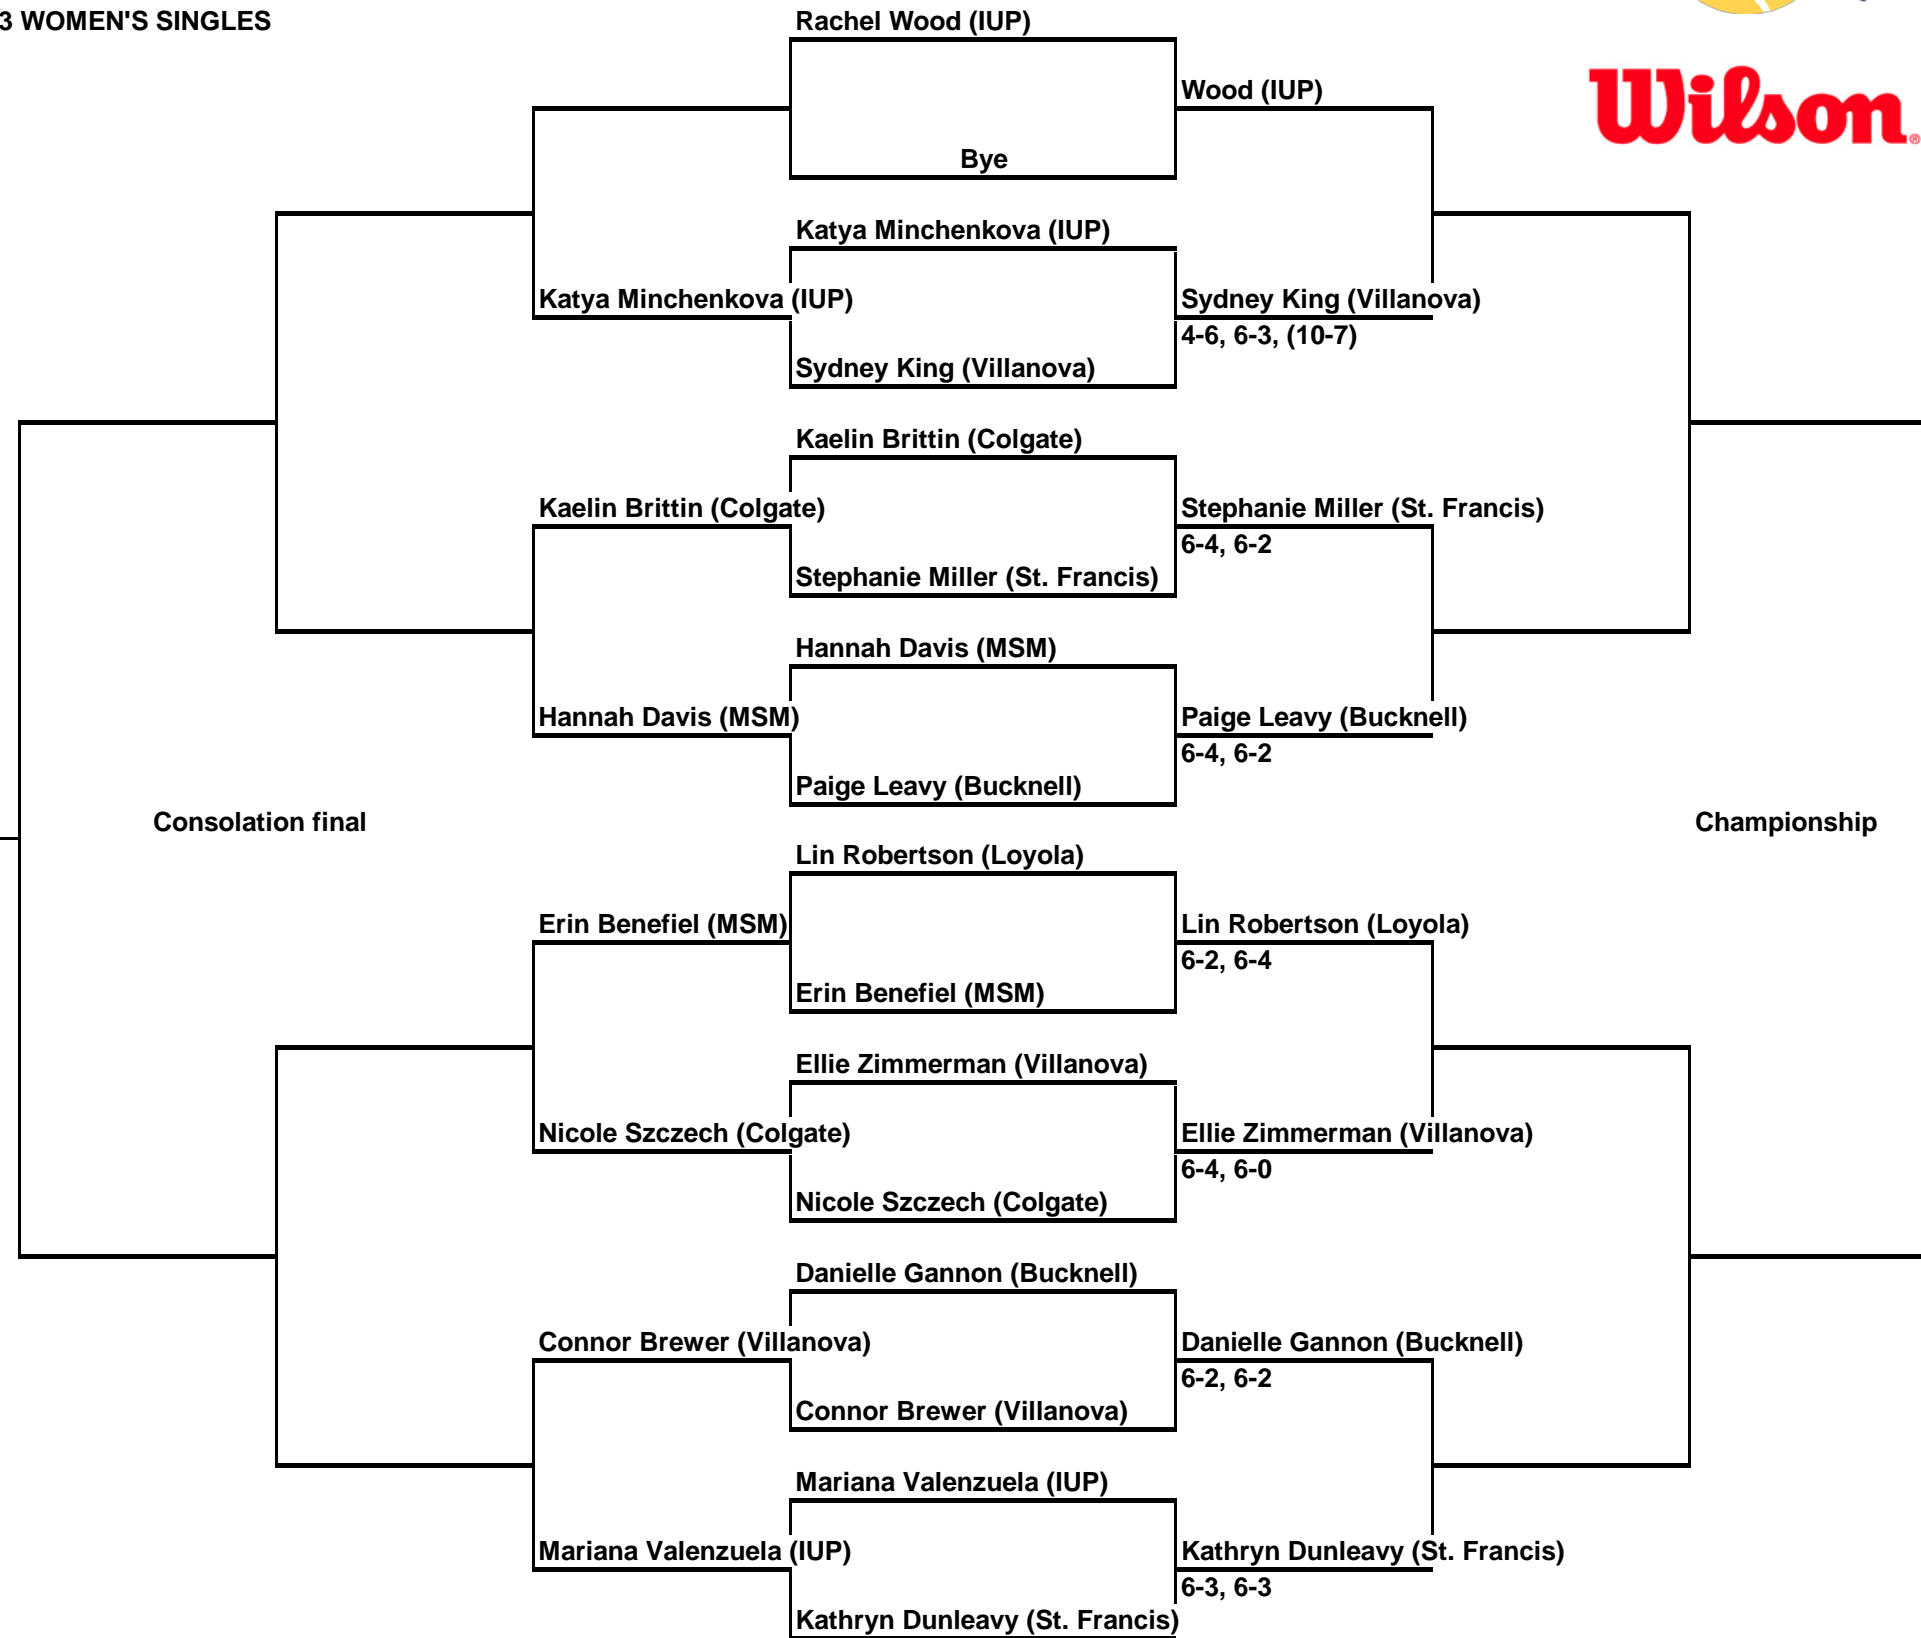 3 WOMEN'S SINGLES
Rachel Wood (IUP)
Wood (IUP)
Wilson®
Bye
Katya Minchenkova (IUP)
Katya Minchenkova (IUP)
Sydney King (Villanova)
4-6, 6-3, (10-7)
Sydney King (Villanova)
Kaelin Brittin (Colgate)
Kaelin Brittin (Colgate)
Stephanie Miller (St. Francis)
6-4, 6-2
Stephanie Miller (St. Francis)
Hannah Davis (MSM)
Hannah Davis (MSM)
Paige Leavy (Bucknell)
6-4, 6-2
Paige Leavy (Bucknell)
Consolation final
Championship
Lin Robertson (Loyola)
Erin Benefiel (MSM)
Lin Robertson (Loyola)
6-2, 6-4
Erin Benefiel (MSM)
Ellie Zimmerman (Villanova)
Nicole Szczech (Colgate)
Ellie Zimmerman (Villanova)
6-4, 6-0
Nicole Szczech (Colgate)
Danielle Gannon (Bucknell)
Connor Brewer (Villanova)
Danielle Gannon (Bucknell)
6-2, 6-2
Connor Brewer (Villanova)
Mariana Valenzuela (IUP)
Mariana Valenzuela (IUP)
Kathryn Dunleavy (St. Francis)
6-3, 6-3
Kathryn Dunleavy (St. Francis)